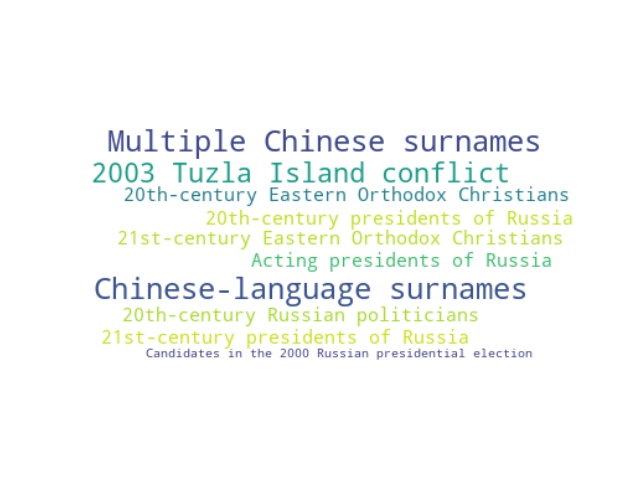 Multiple Chinese surnames
2003 Tuzla Island conflict
20th-century Eastern Orthodox Christians
20th-century presidents of Russia
21st-century Eastern Orthodox Christians
Acting presidents of Russia
Chinese-language surnames
20th-century Russian politicians
21st-century presidents of Russia
Candidates in the 2000 Russian presidential election